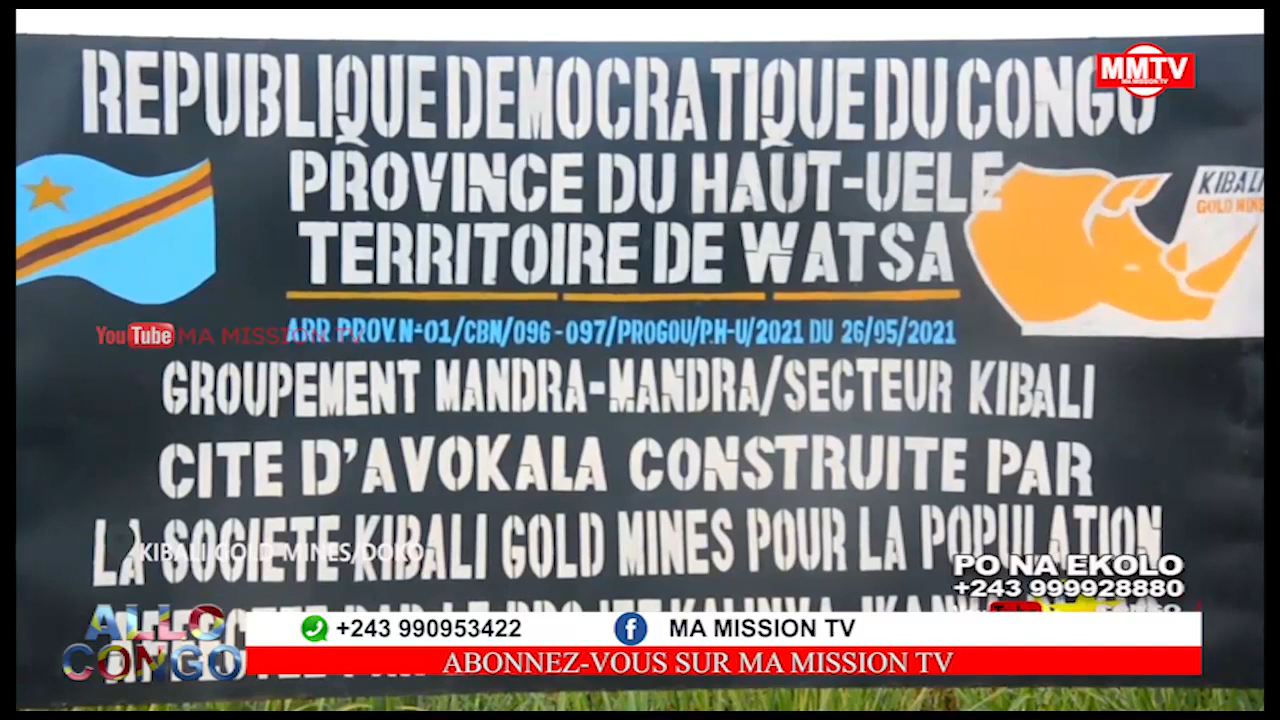 REPUBLIQUE DEMOCRATIQUE DU CONGO
MMTV
MA MISSION TV
PROVINCE DU HAUT-UELE
KIBALI
GOLD MINE
TERRITOIRE DE WATSA
ARR PROV. N°01/CBN/096-097/PROGOU/P.H-U/2021 DU 26/05/2021
YouTube MA MISSION TV
GROUPEMENT MANDRA-MANDRA/SECTEUR KIBALI
CITE D'AVOKALA CONSTRUITE PAR
LA SOCIETE KIBALI GOLD MINES POUR LA POPULATION
KIBALI GOLD MINES/DOKO
PO NA EKOLO
+243 999928880
ALLO
CONGO
+243 990953422
MA MISSION TV
ABONNEZ-VOUS SUR MA MISSION TV